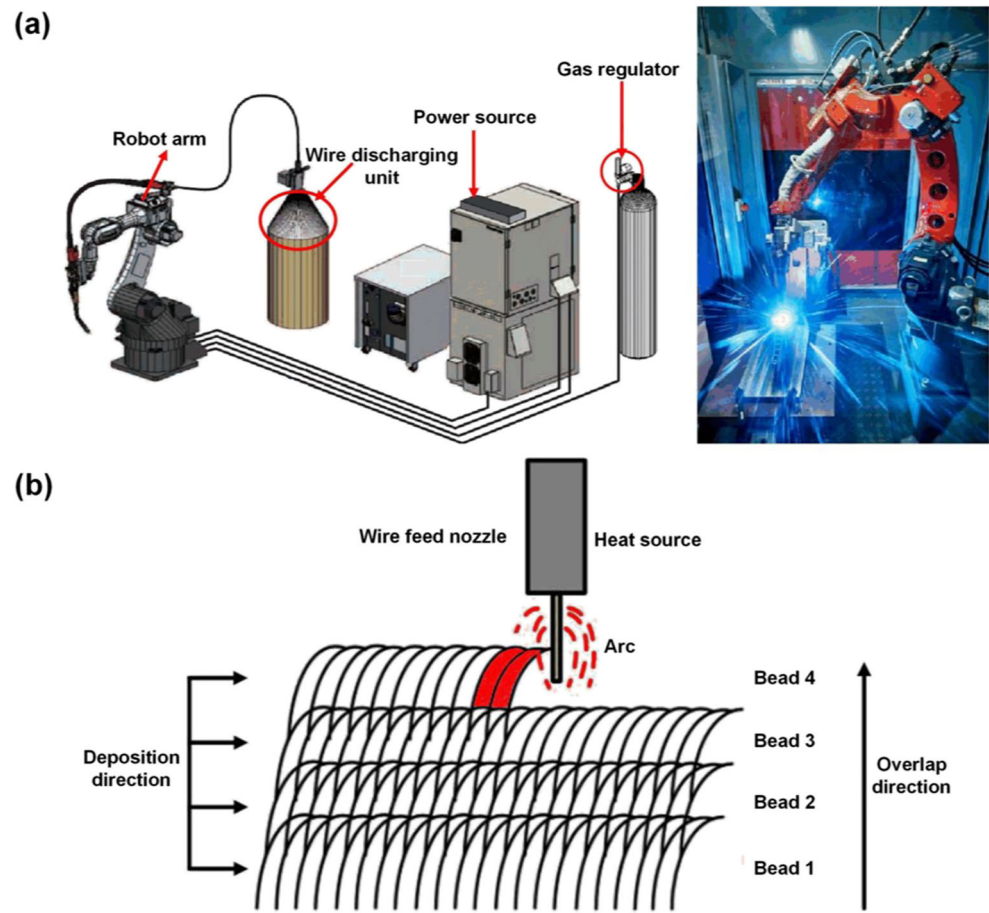 (a)
Gas regulator
Power source
Robot arm
Wire discharging
unit
(b)
Wire feed nozzle
Heat source
Arc
Bead 4
Bead 3
Deposition
direction
Overlap
direction
Bead 2
Bead 1